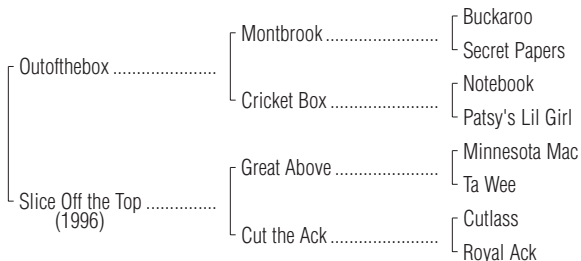 Buckaroo
Montbrook ......................
Secret Papers
Outofthebox ....................
Notebook
Cricket Box ......................
Patsy's Lil Girl
Minnesota Mac
Great Above ....................
Ta Wee
Slice Off the Top ..............
(1996)
Cutlass
Cut the Ack .....................
Royal Ack